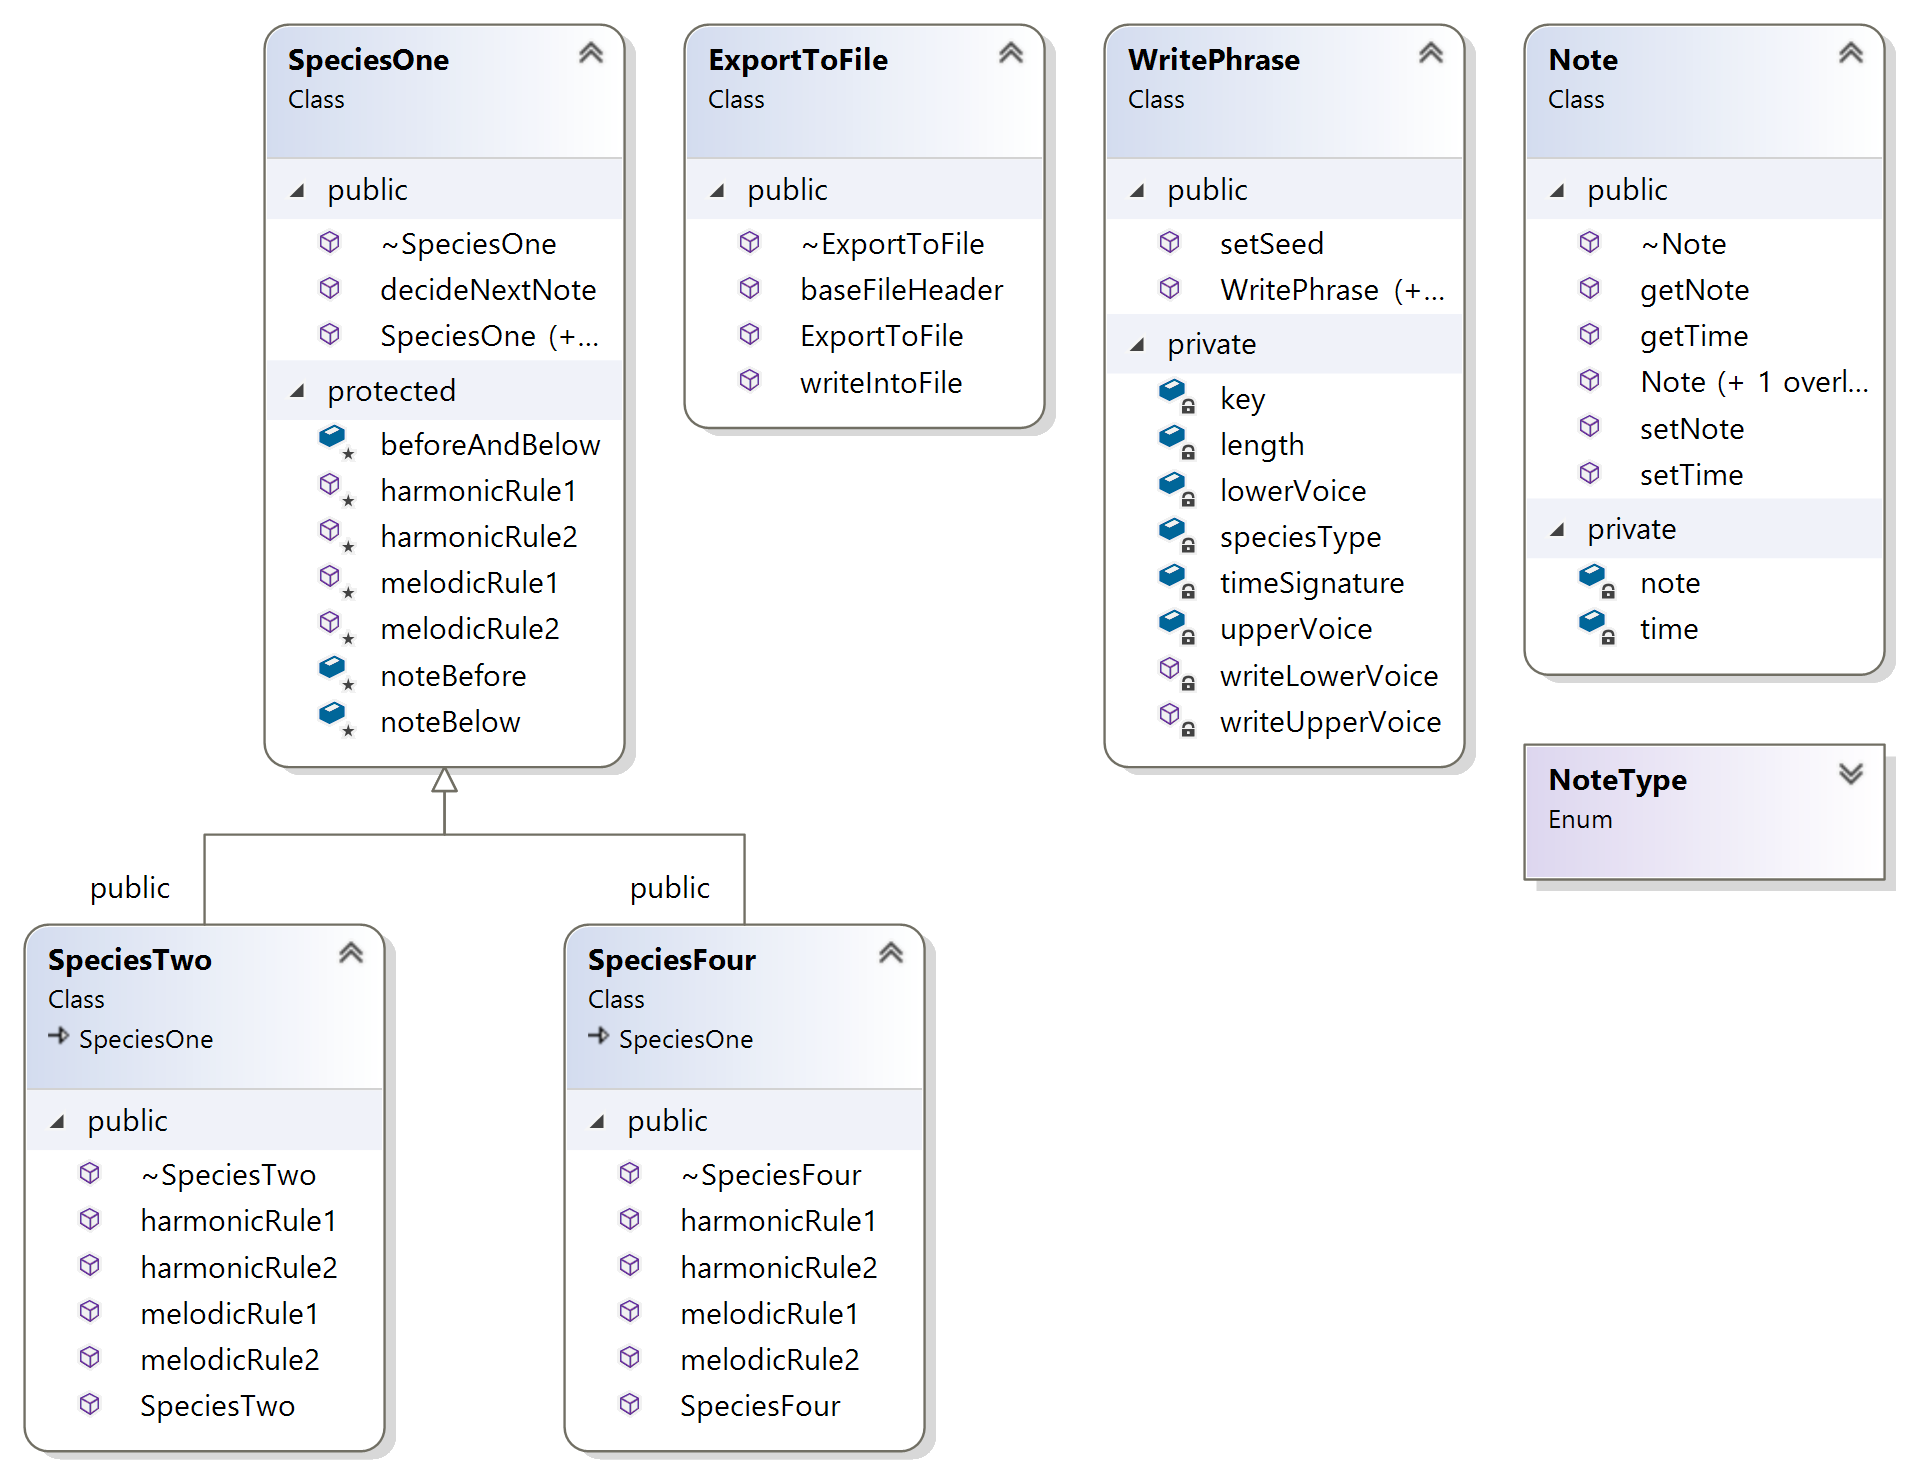 SpeciesOne
Class
public
~SpeciesOne
decideNextNote
SpeciesOne (+...
protected
beforeAndBelow
harmonicRule1
harmonicRule2
melodicRule1
melodicRule2
noteBefore
noteBelow
ExportToFile
Class
public
~ExportToFile
baseFileHeader
ExportToFile
writeIntoFile
WritePhrase
Class
public
setSeed
WritePhrase (+...
private
key
length
lowerVoice
speciesType
timeSignature
upperVoice
writeLowerVoice
writeUpperVoice
Note
Class
public
~Note
getNote
getTime
Note (+ 1 overl...
setNote
setTime
private
note
time
NoteType
Enum
public
public
SpeciesTwo
Class
SpeciesOne
public
~SpeciesTwo
harmonicRule1
harmonicRule2
melodicRule1
melodicRule2
SpeciesTwo
SpeciesFour
Class
SpeciesOne
public
~SpeciesFour
harmonicRule1
harmonicRule2
melodicRule1
melodicRule2
SpeciesFour